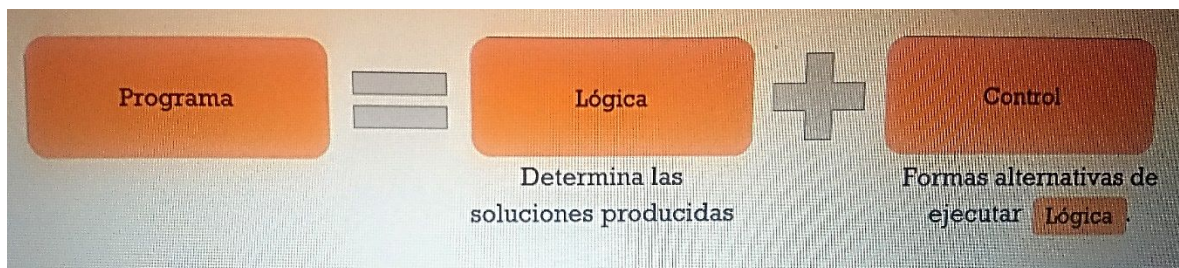 Programa
Lógica
Control
Determina las
soluciones producidas
Formas alternativas de
ejecutar Lógica .